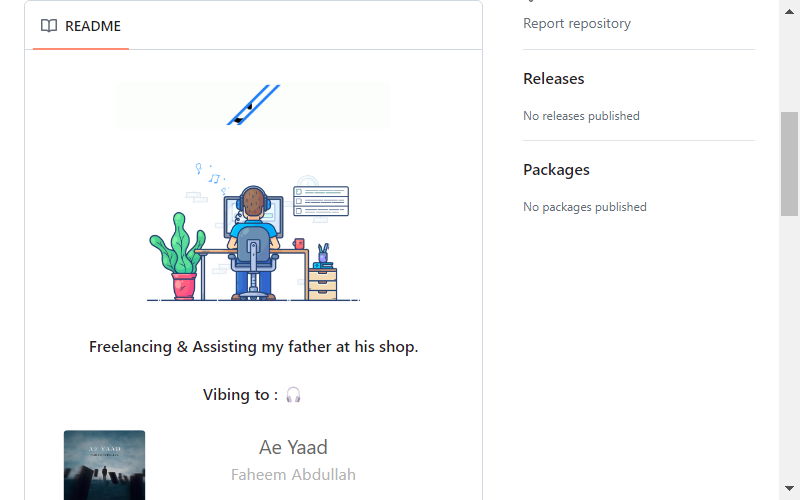 README
Freelancing & Assisting my father at his shop.
Vibing to : 🎧
AE YAAD
Ae Yaad
Faheem Abdullah
Report repository
Releases
No releases published
Packages
No packages published